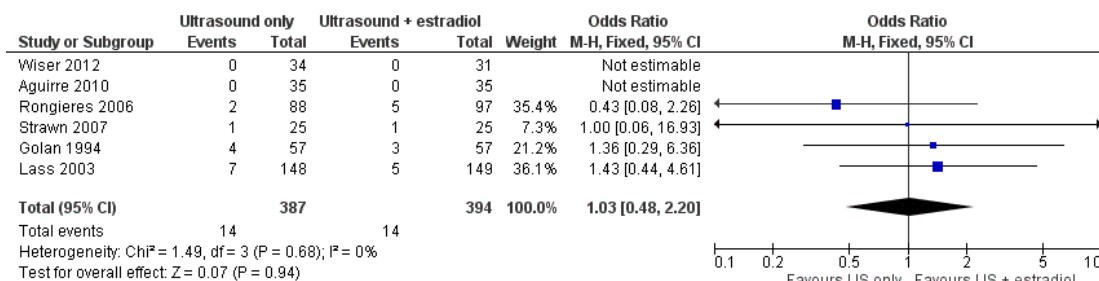 Ultrasound only Ultrasound + estradiol Odds Ratio Odds Ratio
Study or Subgroup Events Total Events Total Weight M-H, Fixed, 95% CI M-H, Fixed, 95% CI
Wiser 2012 0 34 0 31 Not estimable
Aguirre 2010 0 35 0 35 Not estimable
Rongieres 2006 2 88 5 97 35.4% 0.43 [0.08, 2.26]
Strawn 2007 1 25 1 25 7.3% 1.00 [0.06, 16.93]
Golan 1994 4 57 3 57 21.2% 1.36 [0.29, 6.36]
Lass 2003 7 148 5 149 36.1% 1.43 [0.44, 4.61]
Total (95% CI) 387 394 100.0% 1.03 [0.48, 2.20]
Total events 14 14
Heterogeneity: Chi² = 1.49, df = 3 (P = 0.68); I² = 0%
Test for overall effect: Z = 0.07 (P = 0.94)
0.1 0.2 0.5 1 2 5 10
Favours US only Favours US + estradiol